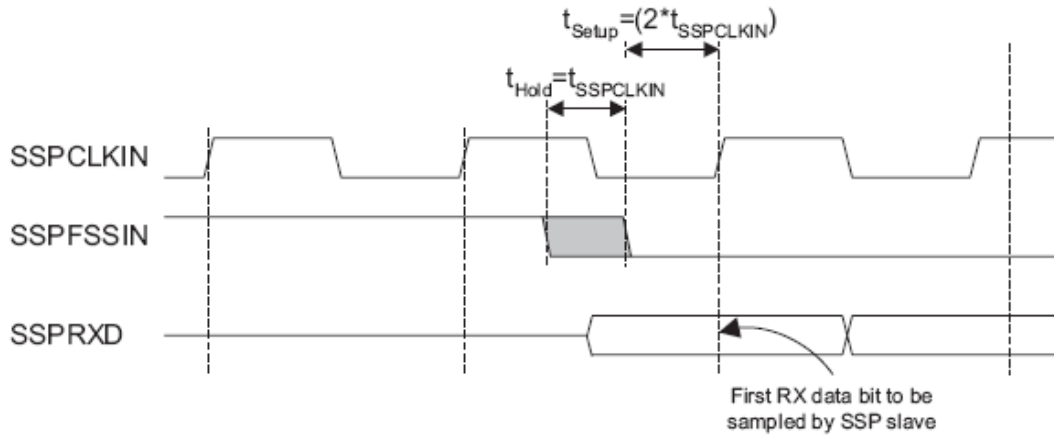 tSetup=(2*tSSPCLKIN)
tHold=tSSPCLKIN
SSPCLKIN
SSPFSSIN
SSPRXD
First RX data bit to be
sampled by SSP slave